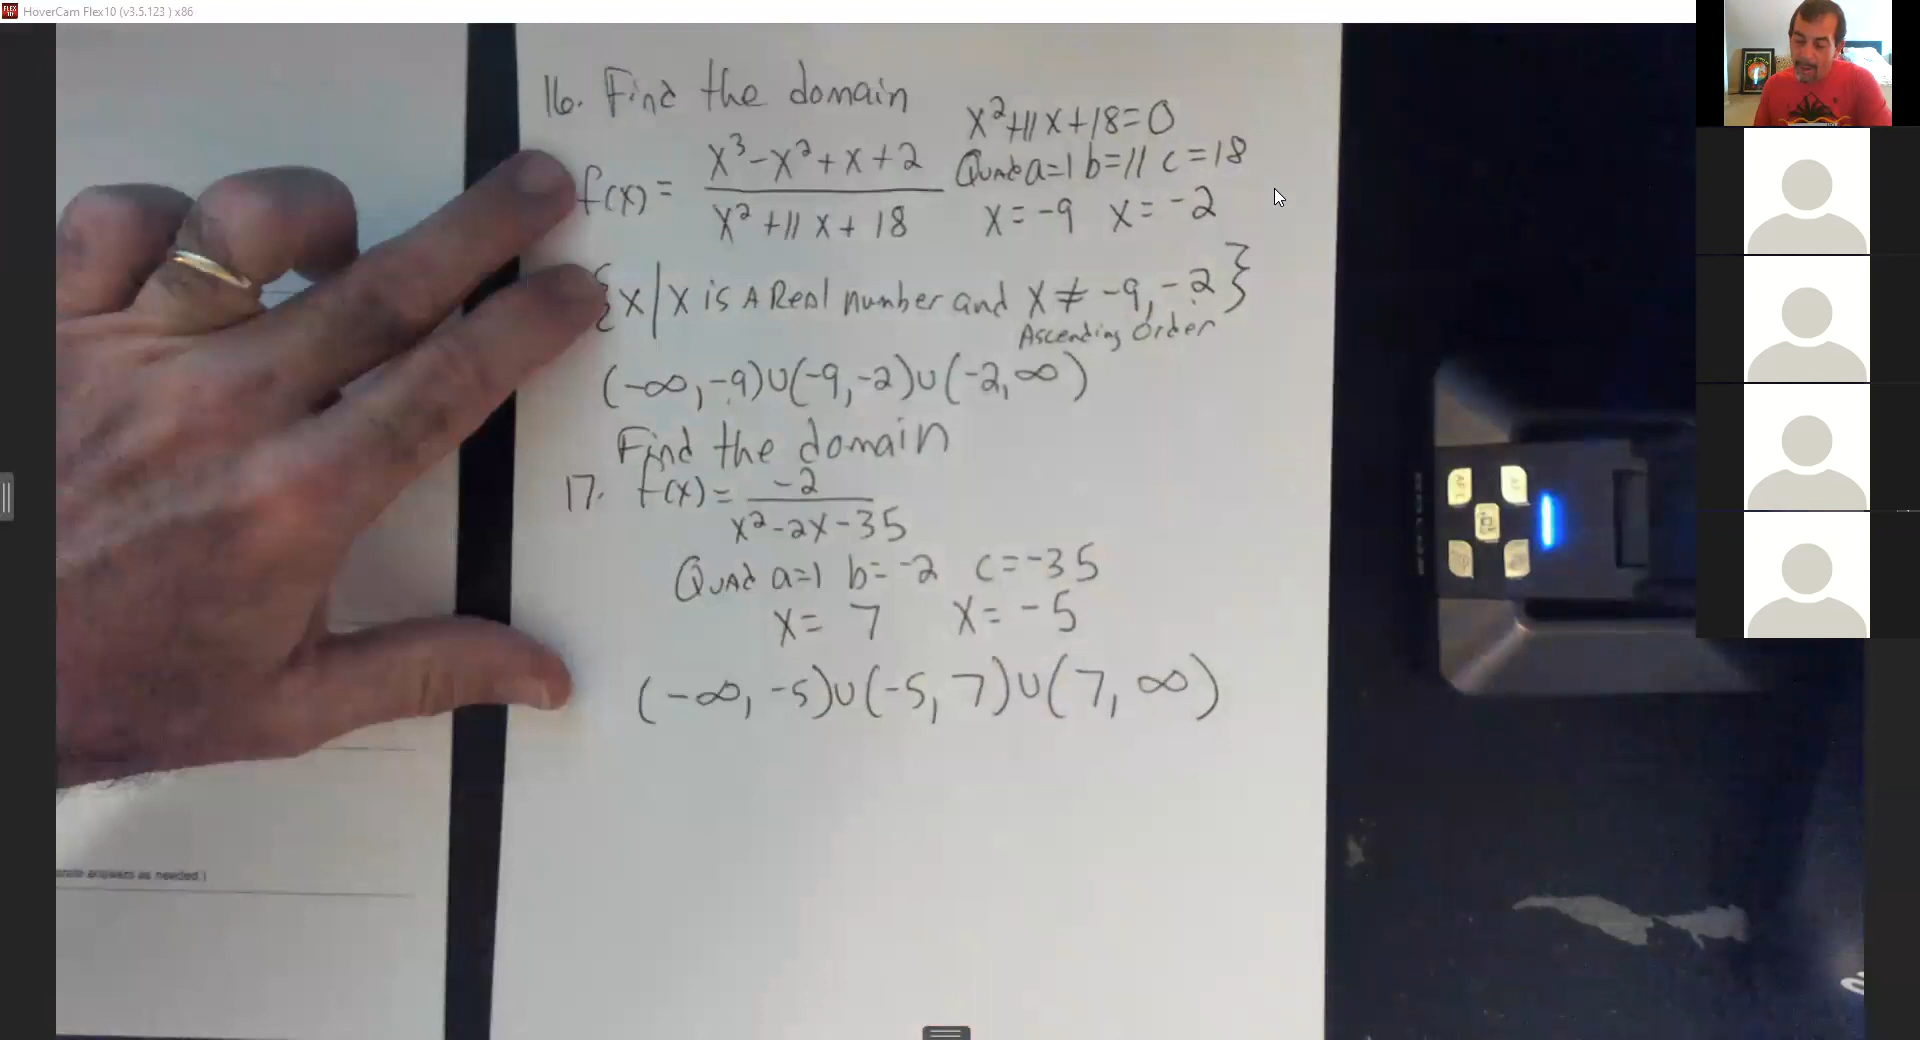 HoverCam Flex10 (v3.5.123 ) x86
16. Find the domain
x²+11x+18=0
f(x) = x³-x²+x+2 / x²+11x+18
Quad a=1 b=11 c=18
x=-9 x=-2
{x|x is A Real number and x≠-9,-2}
Ascending Order
(-∞,-9)∪(-9,-2)∪(-2,∞)
Find the domain
17. f(x)= -2 / x²-2x-35
Quad a=1 b=-2 c=-35
x= 7 x=-5
(-∞,-5)∪(-5,7)∪(7,∞)
answers as needed.)